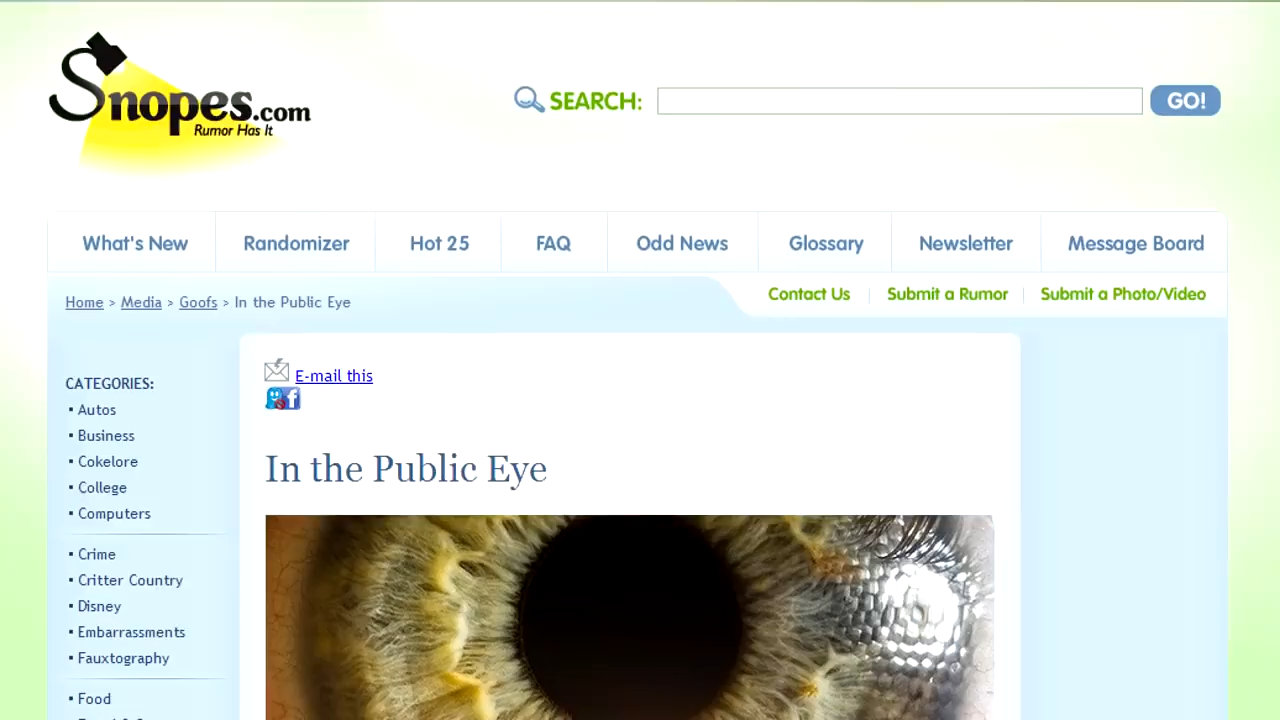 Snopes.com
Rumor Has It
SEARCH:
GO!
What's New
Randomizer
Hot 25
FAQ
Odd News
Glossary
Newsletter
Message Board
Home > Media > Goofs > In the Public Eye
Contact Us
Submit a Rumor
Submit a Photo/Video
E-mail this
CATEGORIES:
• Autos
• Business
• Cokelore
• College
• Computers
• Crime
• Critter Country
• Disney
• Embarrassments
• Fauxtography
• Food
In the Public Eye